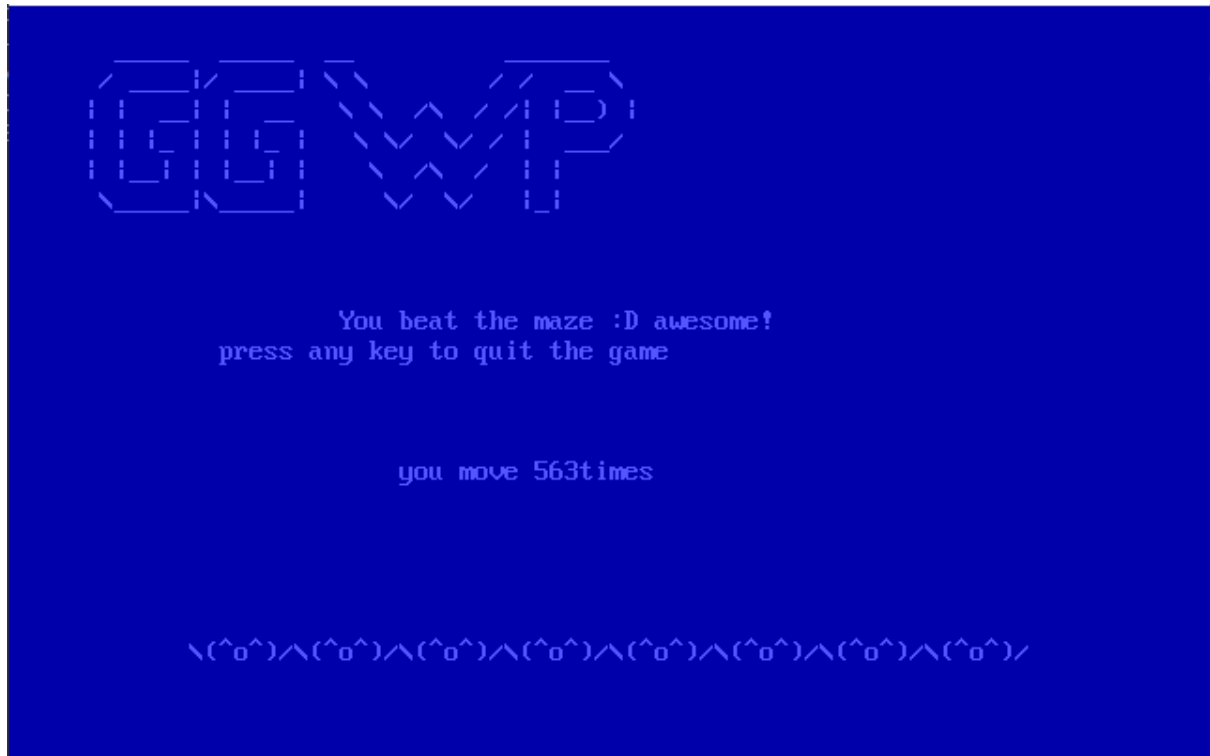 GGWP
You beat the maze :D awesome!
press any key to quit the game
you move 563times
\(^o^)/\(^o^)/\(^o^)/\(^o^)/\(^o^)/\(^o^)/\(^o^)/\(^o^)/